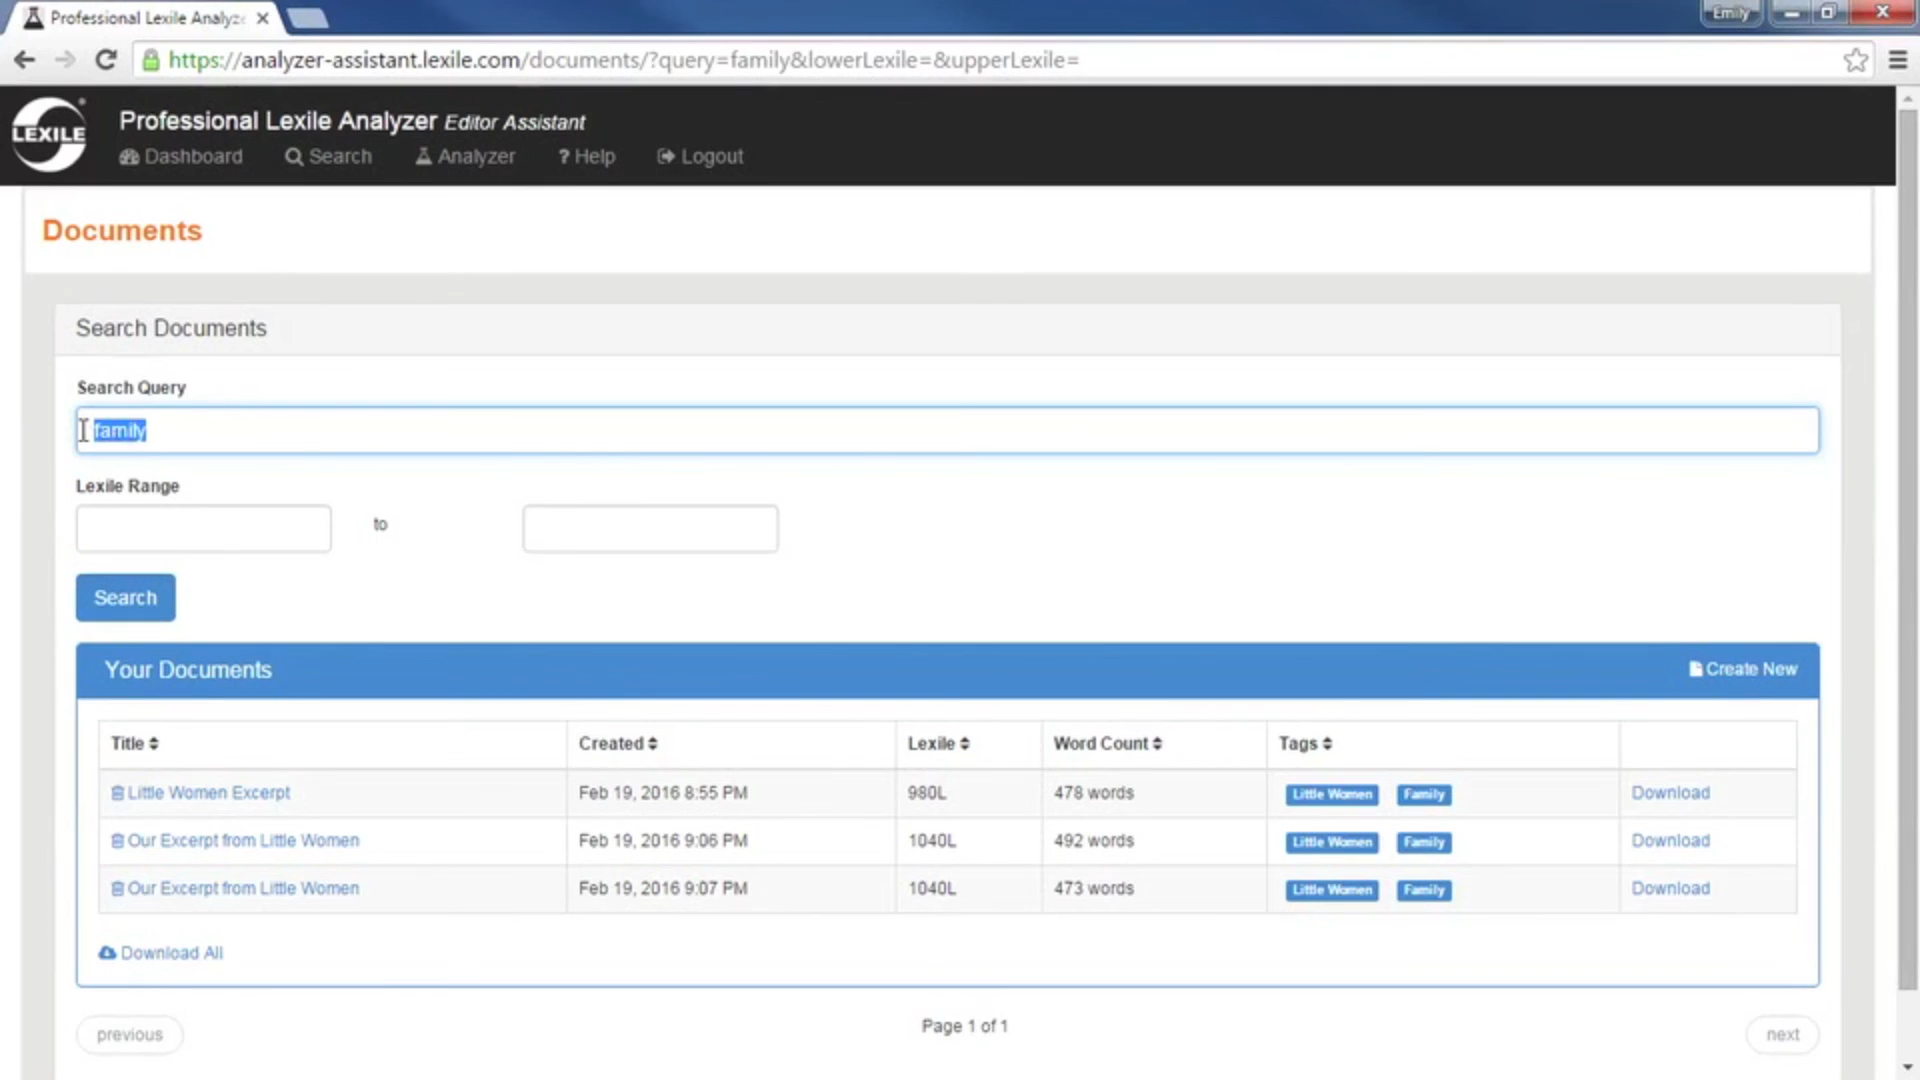 Professional Lexile Analyz
Emily
https://analyzer-assistant.lexile.com/documents/?query=family&lowerLexile=&upperLexile=
LEXILE
Professional Lexile Analyzer Editor Assistant
Dashboard Search Analyzer ? Help Logout
Documents
Search Documents
Search Query
family
Lexile Range
to
Search
Your Documents Create New
Title Created Lexile Word Count Tags
Little Women Excerpt Feb 19, 2016 8:55 PM 980L 478 words Little Women Family Download
Our Excerpt from Little Women Feb 19, 2016 9:06 PM 1040L 492 words Little Women Family Download
Our Excerpt from Little Women Feb 19, 2016 9:07 PM 1040L 473 words Little Women Family Download
Download All
previous Page 1 of 1 next